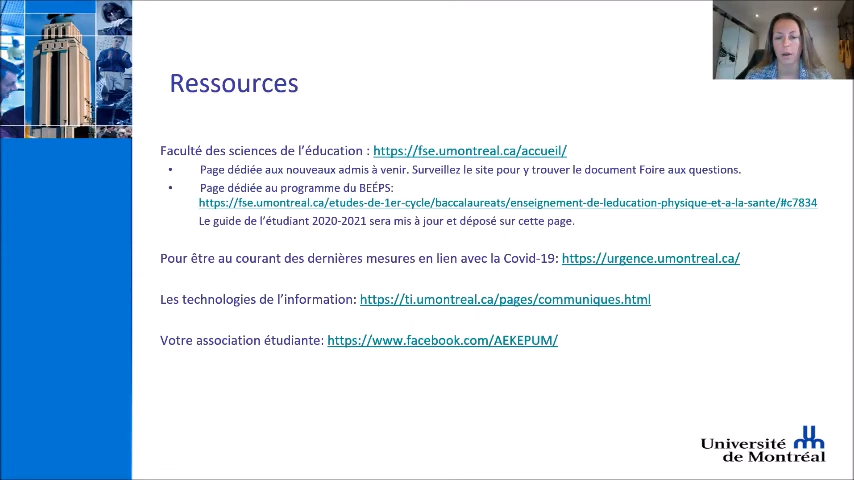 Ressources
Faculté des sciences de l'éducation : https://fse.umontreal.ca/accueil/
• Page dédiée aux nouveaux admis à venir. Surveillez le site pour y trouver le document Foire aux questions.
• Page dédiée au programme du BEÉPS:
https://fse.umontreal.ca/etudes-de-1er-cycle/baccalaureats/enseignement-de-leducation-physique-et-a-la-sante/#c7834
Le guide de l'étudiant 2020-2021 sera mis à jour et déposé sur cette page.
Pour être au courant des dernières mesures en lien avec la Covid-19: https://urgence.umontreal.ca/
Les technologies de l'information: https://ti.umontreal.ca/pages/communiques.html
Votre association étudiante: https://www.facebook.com/AEKEPUM/
Université
de Montréal